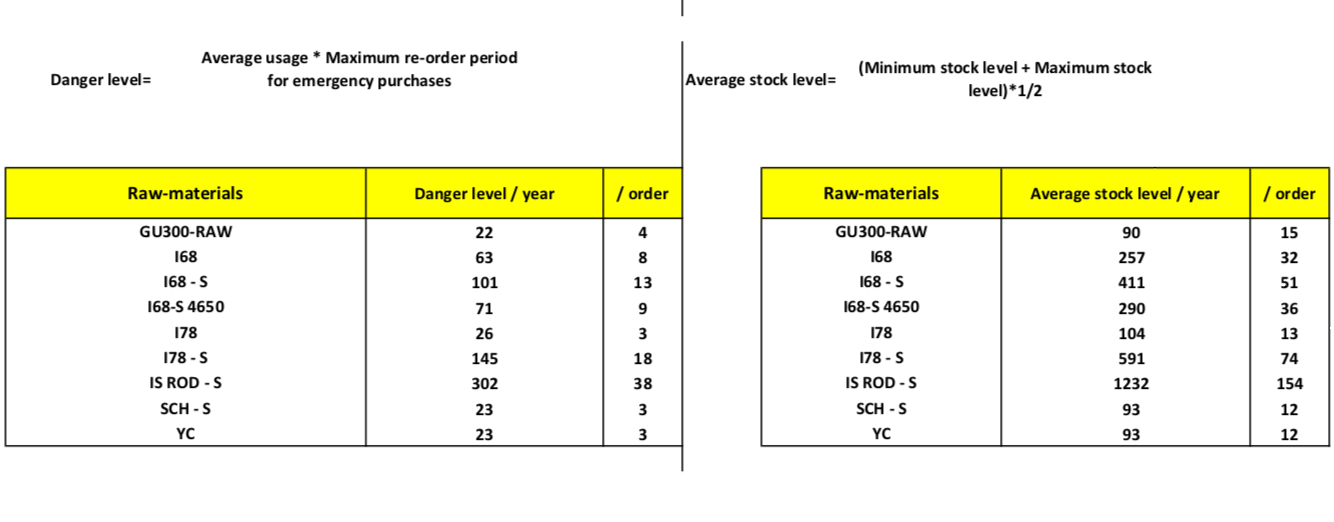 Average usage * Maximum re-order period
Danger level=
for emergency purchases
(Minimum stock level + Maximum stock
Average stock level=
level)*1/2
Raw-materials Danger level / year / order
GU300-RAW 22 4
I68 63 8
I68 - S 101 13
I68-S 4650 71 9
I78 26 3
I78 - S 145 18
IS ROD - S 302 38
SCH - S 23 3
YC 23 3
Raw-materials Average stock level / year / order
GU300-RAW 90 15
I68 257 32
I68 - S 411 51
I68-S 4650 290 36
I78 104 13
I78 - S 591 74
IS ROD - S 1232 154
SCH - S 93 12
YC 93 12